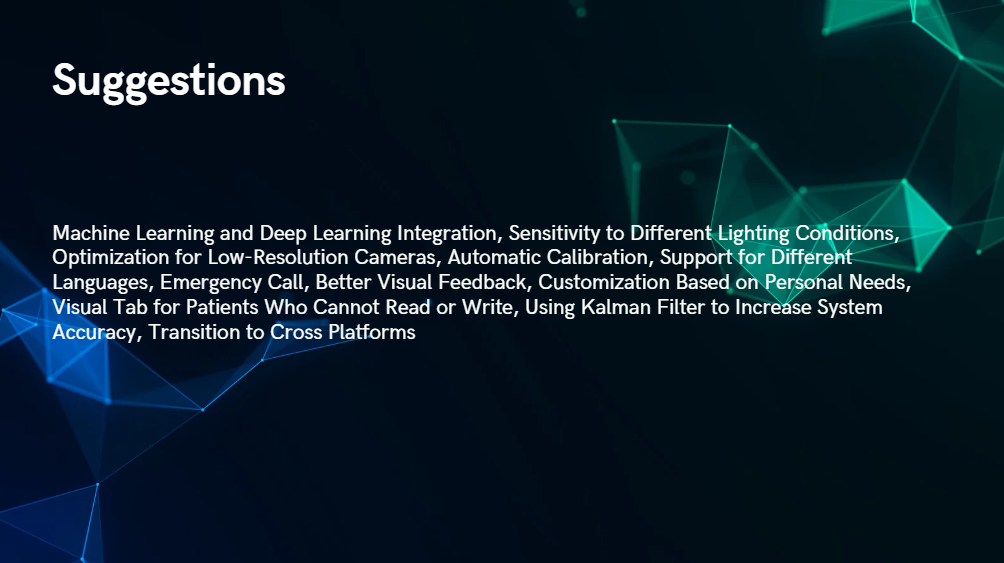 Suggestions
Machine Learning and Deep Learning Integration, Sensitivity to Different Lighting Conditions,
Optimization for Low-Resolution Cameras, Automatic Calibration, Support for Different
Languages, Emergency Call, Better Visual Feedback, Customization Based on Personal Needs,
Visual Tab for Patients Who Cannot Read or Write, Using Kalman Filter to Increase System
Accuracy, Transition to Cross Platforms